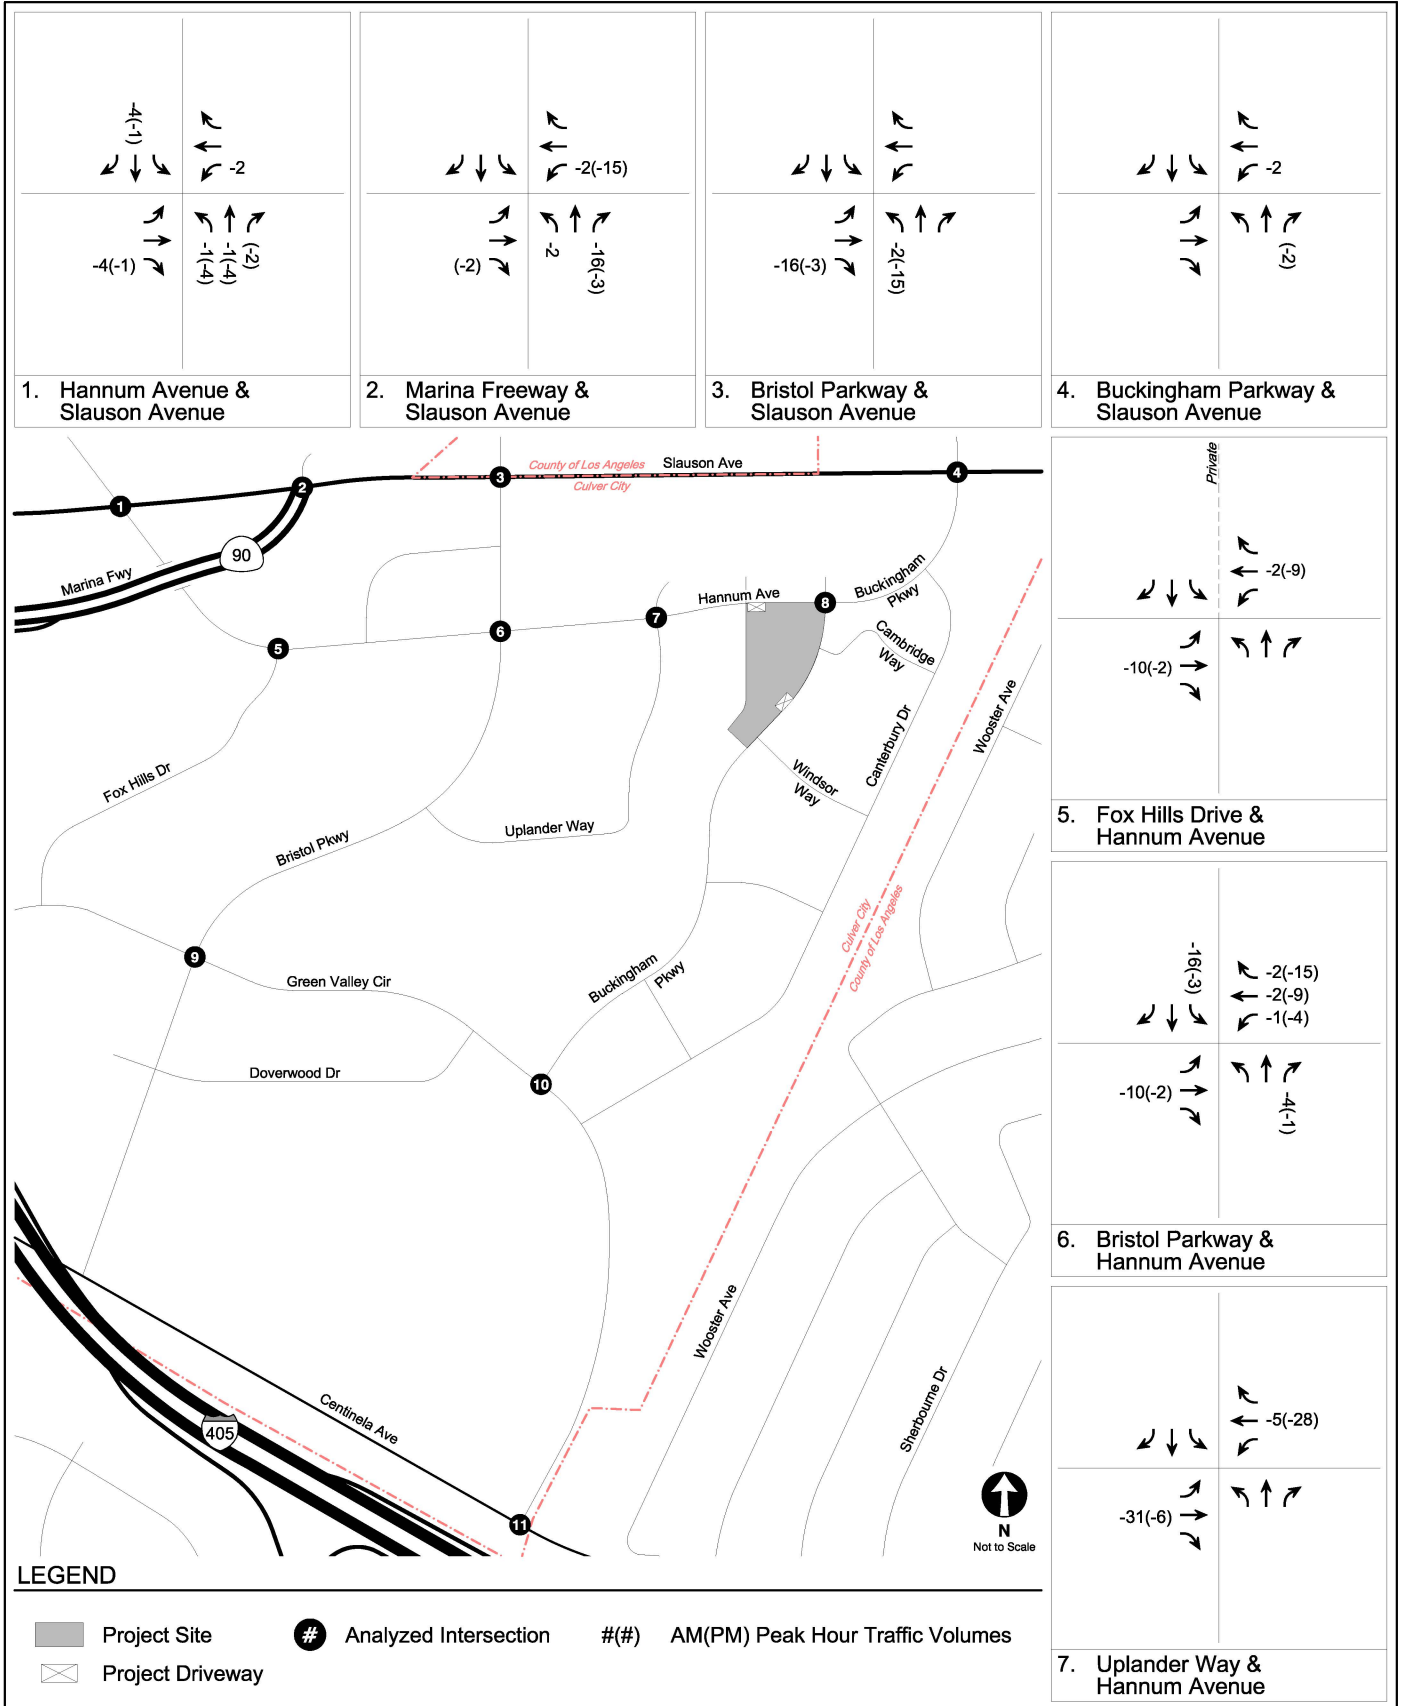 -4(-1)
-2
-4(-1)
-1(-4)
-1(-4)
(-2)
1. Hannum Avenue &
Slauson Avenue
-2(-15)
(-2)
-2
-16(-3)
2. Marina Freeway &
Slauson Avenue
-16(-3)
-2(-15)
3. Bristol Parkway &
Slauson Avenue
-2
(-2)
4. Buckingham Parkway &
Slauson Avenue
County of Los Angeles
Culver City
Slauson Ave
1
2
3
4
90
Marina Fwy
Hannum Ave
Buckingham
Pkwy
5
6
7
8
Cambridge
Way
Wooster Ave
Canterbury Dr
Windsor
Way
Fox Hills Dr
Bristol Pkwy
Uplander Way
Culver City
County of Los Angeles
9
Green Valley Cir
Buckingham
Pkwy
Doverwood Dr
10
Wooster Ave
Sherbourne Dr
Centinela Ave
405
11
N
Not to Scale
Private
-2(-9)
-10(-2)
5. Fox Hills Drive &
Hannum Avenue
-16(-3)
-2(-15)
-2(-9)
-1(-4)
-10(-2)
-4(-1)
6. Bristol Parkway &
Hannum Avenue
-5(-28)
-31(-6)
7. Uplander Way &
Hannum Avenue
LEGEND
Project Site
# Analyzed Intersection
#(#) AM(PM) Peak Hour Traffic Volumes
Project Driveway